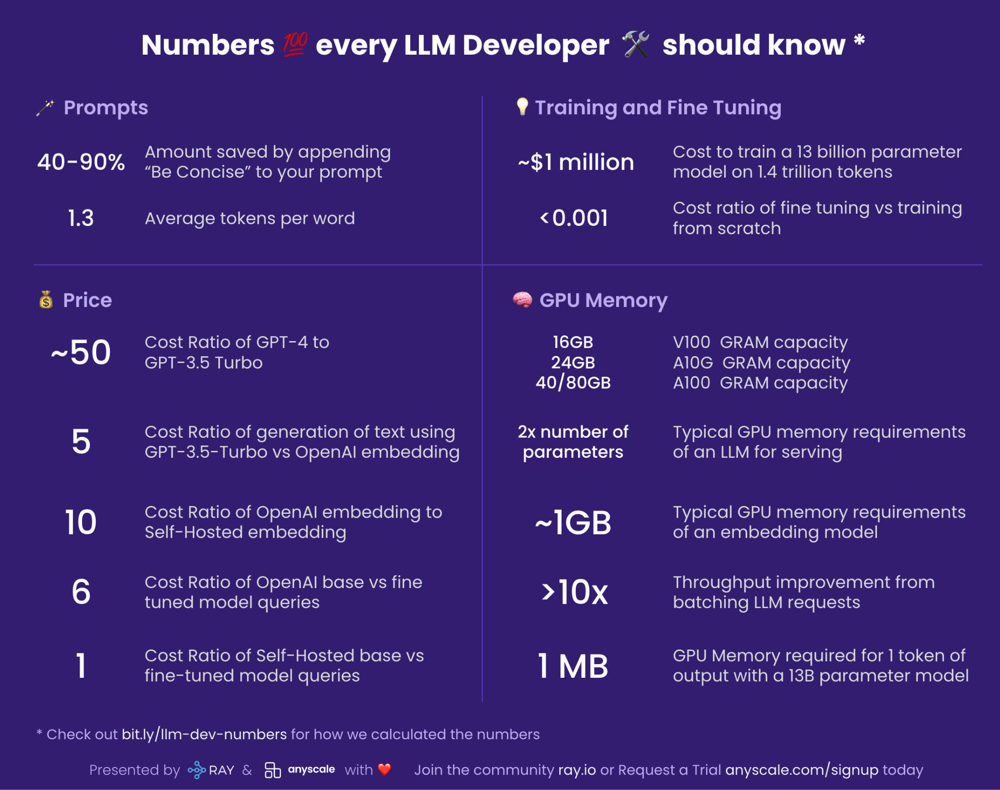 Numbers 💯 every LLM Developer 🛠️ should know *
🪄 Prompts
40-90%
Amount saved by appending
“Be Concise” to your prompt
1.3
Average tokens per word
💡 Training and Fine Tuning
~$1 million
Cost to train a 13 billion parameter
model on 1.4 trillion tokens
<0.001
Cost ratio of fine tuning vs training
from scratch
💰 Price
~50
Cost Ratio of GPT-4 to
GPT-3.5 Turbo
5
Cost Ratio of generation of text using
GPT-3.5-Turbo vs OpenAI embedding
10
Cost Ratio of OpenAI embedding to
Self-Hosted embedding
6
Cost Ratio of OpenAI base vs fine
tuned model queries
1
Cost Ratio of Self-Hosted base vs
fine-tuned model queries
🧠 GPU Memory
16GB V100 GRAM capacity
24GB A10G GRAM capacity
40/80GB A100 GRAM capacity
2x number of
parameters
Typical GPU memory requirements
of an LLM for serving
~1GB
Typical GPU memory requirements
of an embedding model
>10x
Throughput improvement from
batching LLM requests
1 MB
GPU Memory required for 1 token of
output with a 13B parameter model
* Check out bit.ly/llm-dev-numbers for how we calculated the numbers
Presented by RAY & anyscale with ❤️ Join the community ray.io or Request a Trial anyscale.com/signup today